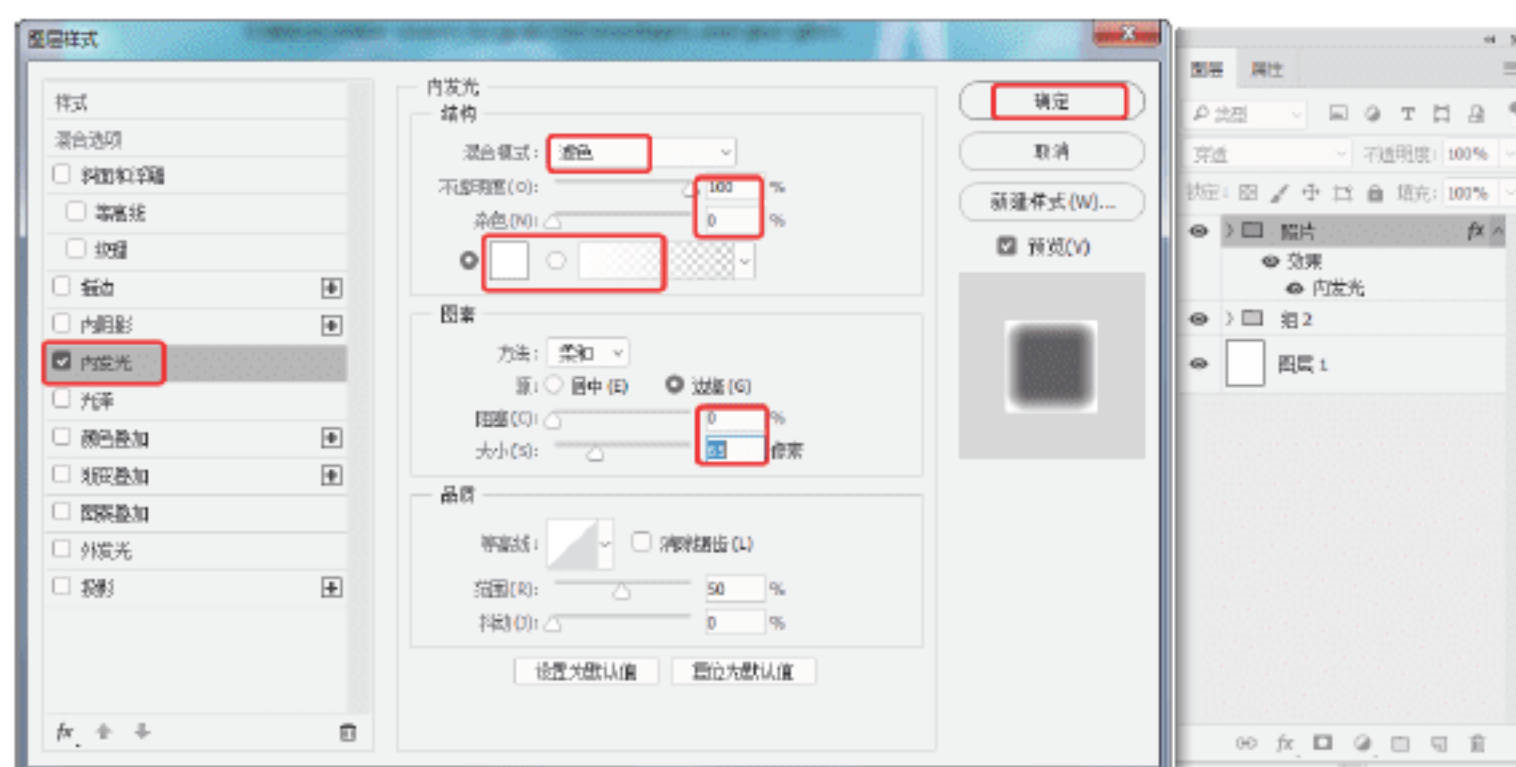 图层样式
样式
混合选项
斜面和浮雕
等高线
纹理
描边
内阴影
内发光
光泽
颜色叠加
渐变叠加
图案叠加
外发光
投影
fx
内发光
结构
混合模式： 滤色
不透明度(O): 100 %
杂色(N): 0 %
图素
方法： 柔和
源： 居中(E) 边缘(G)
阻塞(C): 0 %
大小(S): 像素
品质
等高线： 消除锯齿(L)
范围(R): 50 %
抖动(J): 0 %
设置为默认值 复位为默认值
确定
取消
新建样式(W)...
预览(V)
图层 属性
类型 T
穿透 不透明度: 100%
锁定: 填充: 100%
照片 fx
效果
内发光
组 2
图层 1
fx